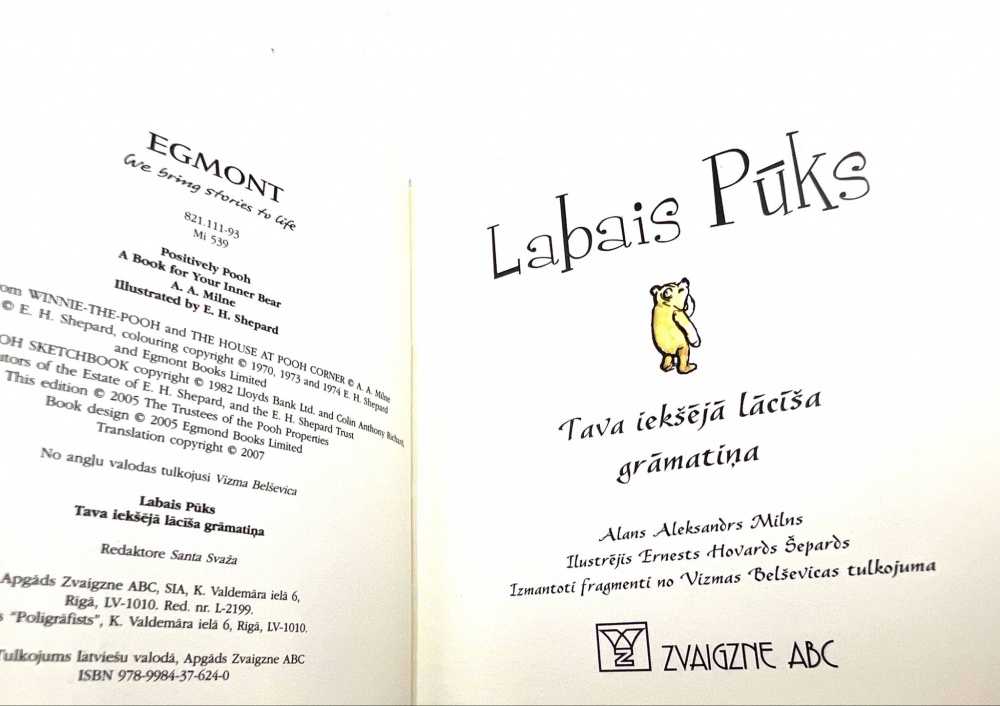 EGMONT
We bring stories to life
821.111-93
Mi 539
Positively Pooh
A Book for Your Inner Bear
A. A. Milne
Illustrated by E. H. Shepard
WINNIE-THE-POOH and THE HOUSE AT POOH CORNER © A. A. Milne
© E. H. Shepard, colouring copyright © 1970, 1973 and 1974 E. H. Shepard
and Egmont Books Limited
SKETCHBOOK copyright © 1982 Lloyds Bank Ltd. and Colin Anthony Richard
of the Estate of E. H. Shepard, and the E. H. Shepard Trust
This edition © 2005 The Trustees of the Pooh Properties
Book design © 2005 Egmond Books Limited
Translation copyright © 2007
No angļu valodas tulkojusi Vizma Belševica
Labais Pūks
Tava iekšējā lācīša grāmatiņa
Redaktore Santa Svaža
Apgāds Zvaigzne ABC, SIA, K. Valdemāra ielā 6,
Rīgā, LV-1010. Red. nr. L-2199.
"Poligrāfists", K. Valdemāra ielā 6, Rīgā, LV-1010.
Tulkojums latviešu valodā, Apgāds Zvaigzne ABC
ISBN 978-9984-37-624-0
Labais Pūks
Tava iekšējā lācīša
grāmatiņa
Alans Aleksandrs Milns
Ilustrējis Ernests Hovards Šepards
Izmantoti fragmenti no Vizmas Belševicas tulkojuma
ZVAIGZNE ABC